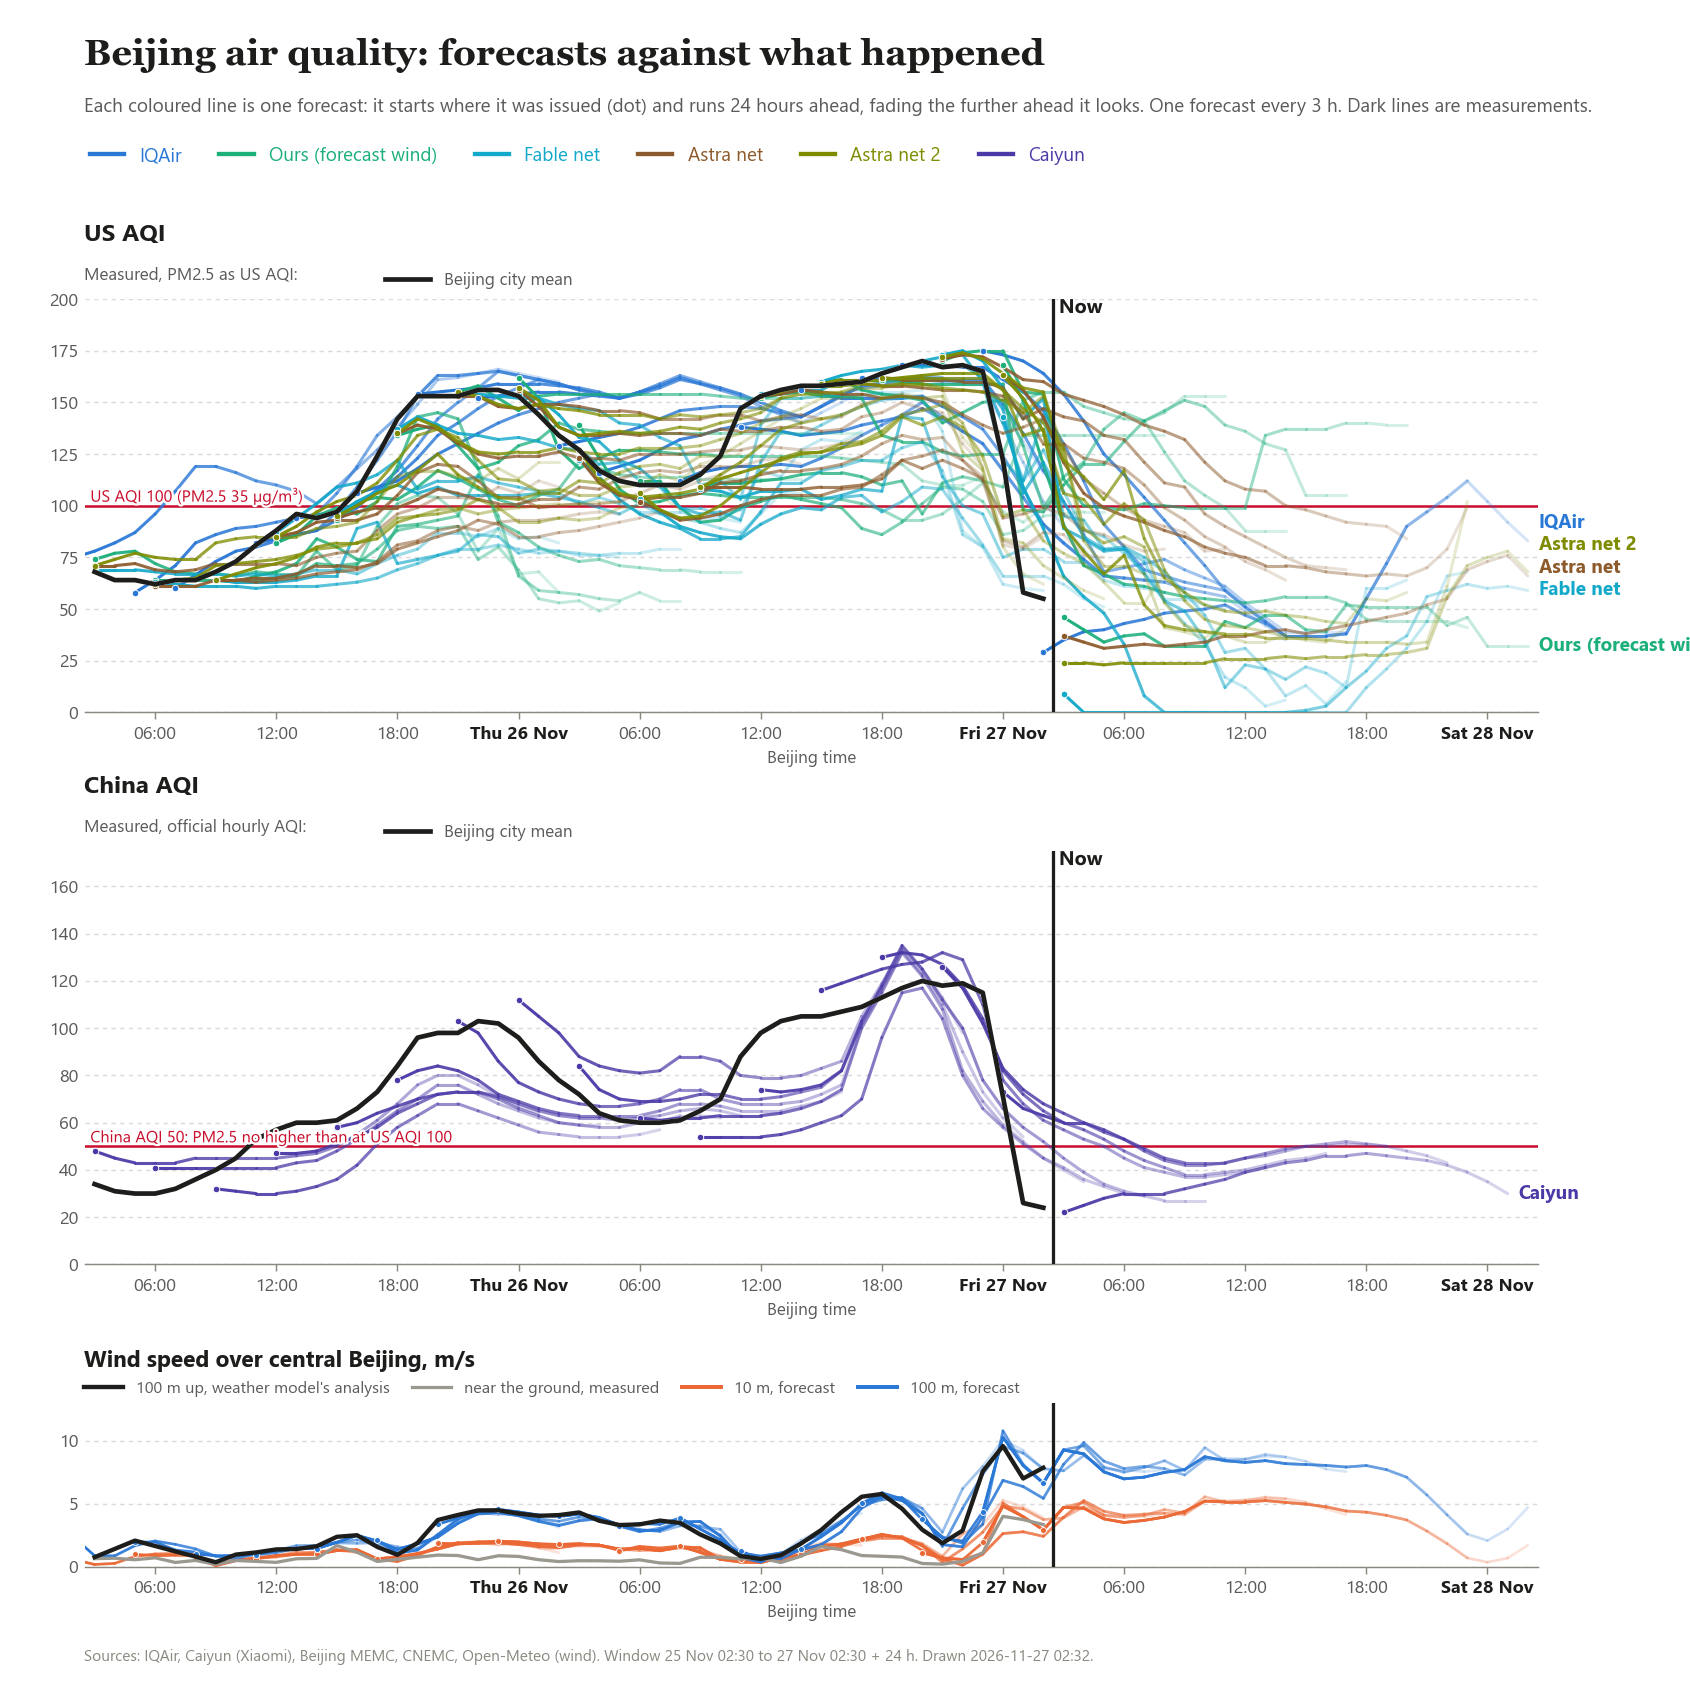 Beijing air quality: forecasts against what happened
Each coloured line is one forecast: it starts where it was issued (dot) and runs 24 hours ahead, fading the further ahead it looks. One forecast every 3 h. Dark lines are measurements.
IQAir Ours (forecast wind) Fable net Astra net Astra net 2 Caiyun
US AQI
Measured, PM2.5 as US AQI: Beijing city mean
Now
200
175
150
125
100
75
50
25
0
US AQI 100 (PM2.5 35 µg/m³)
IQAir
Astra net 2
Astra net
Fable net
Ours (forecast wi
06:00 12:00 18:00 Thu 26 Nov 06:00 12:00 18:00 Fri 27 Nov 06:00 12:00 18:00 Sat 28 Nov
Beijing time
China AQI
Measured, official hourly AQI: Beijing city mean
Now
160
140
120
100
80
60
40
20
0
China AQI 50: PM2.5 no higher than at US AQI 100
Caiyun
06:00 12:00 18:00 Thu 26 Nov 06:00 12:00 18:00 Fri 27 Nov 06:00 12:00 18:00 Sat 28 Nov
Beijing time
Wind speed over central Beijing, m/s
100 m up, weather model's analysis near the ground, measured 10 m, forecast 100 m, forecast
10
5
0
06:00 12:00 18:00 Thu 26 Nov 06:00 12:00 18:00 Fri 27 Nov 06:00 12:00 18:00 Sat 28 Nov
Beijing time
Sources: IQAir, Caiyun (Xiaomi), Beijing MEMC, CNEMC, Open-Meteo (wind). Window 25 Nov 02:30 to 27 Nov 02:30 + 24 h. Drawn 2026-11-27 02:32.